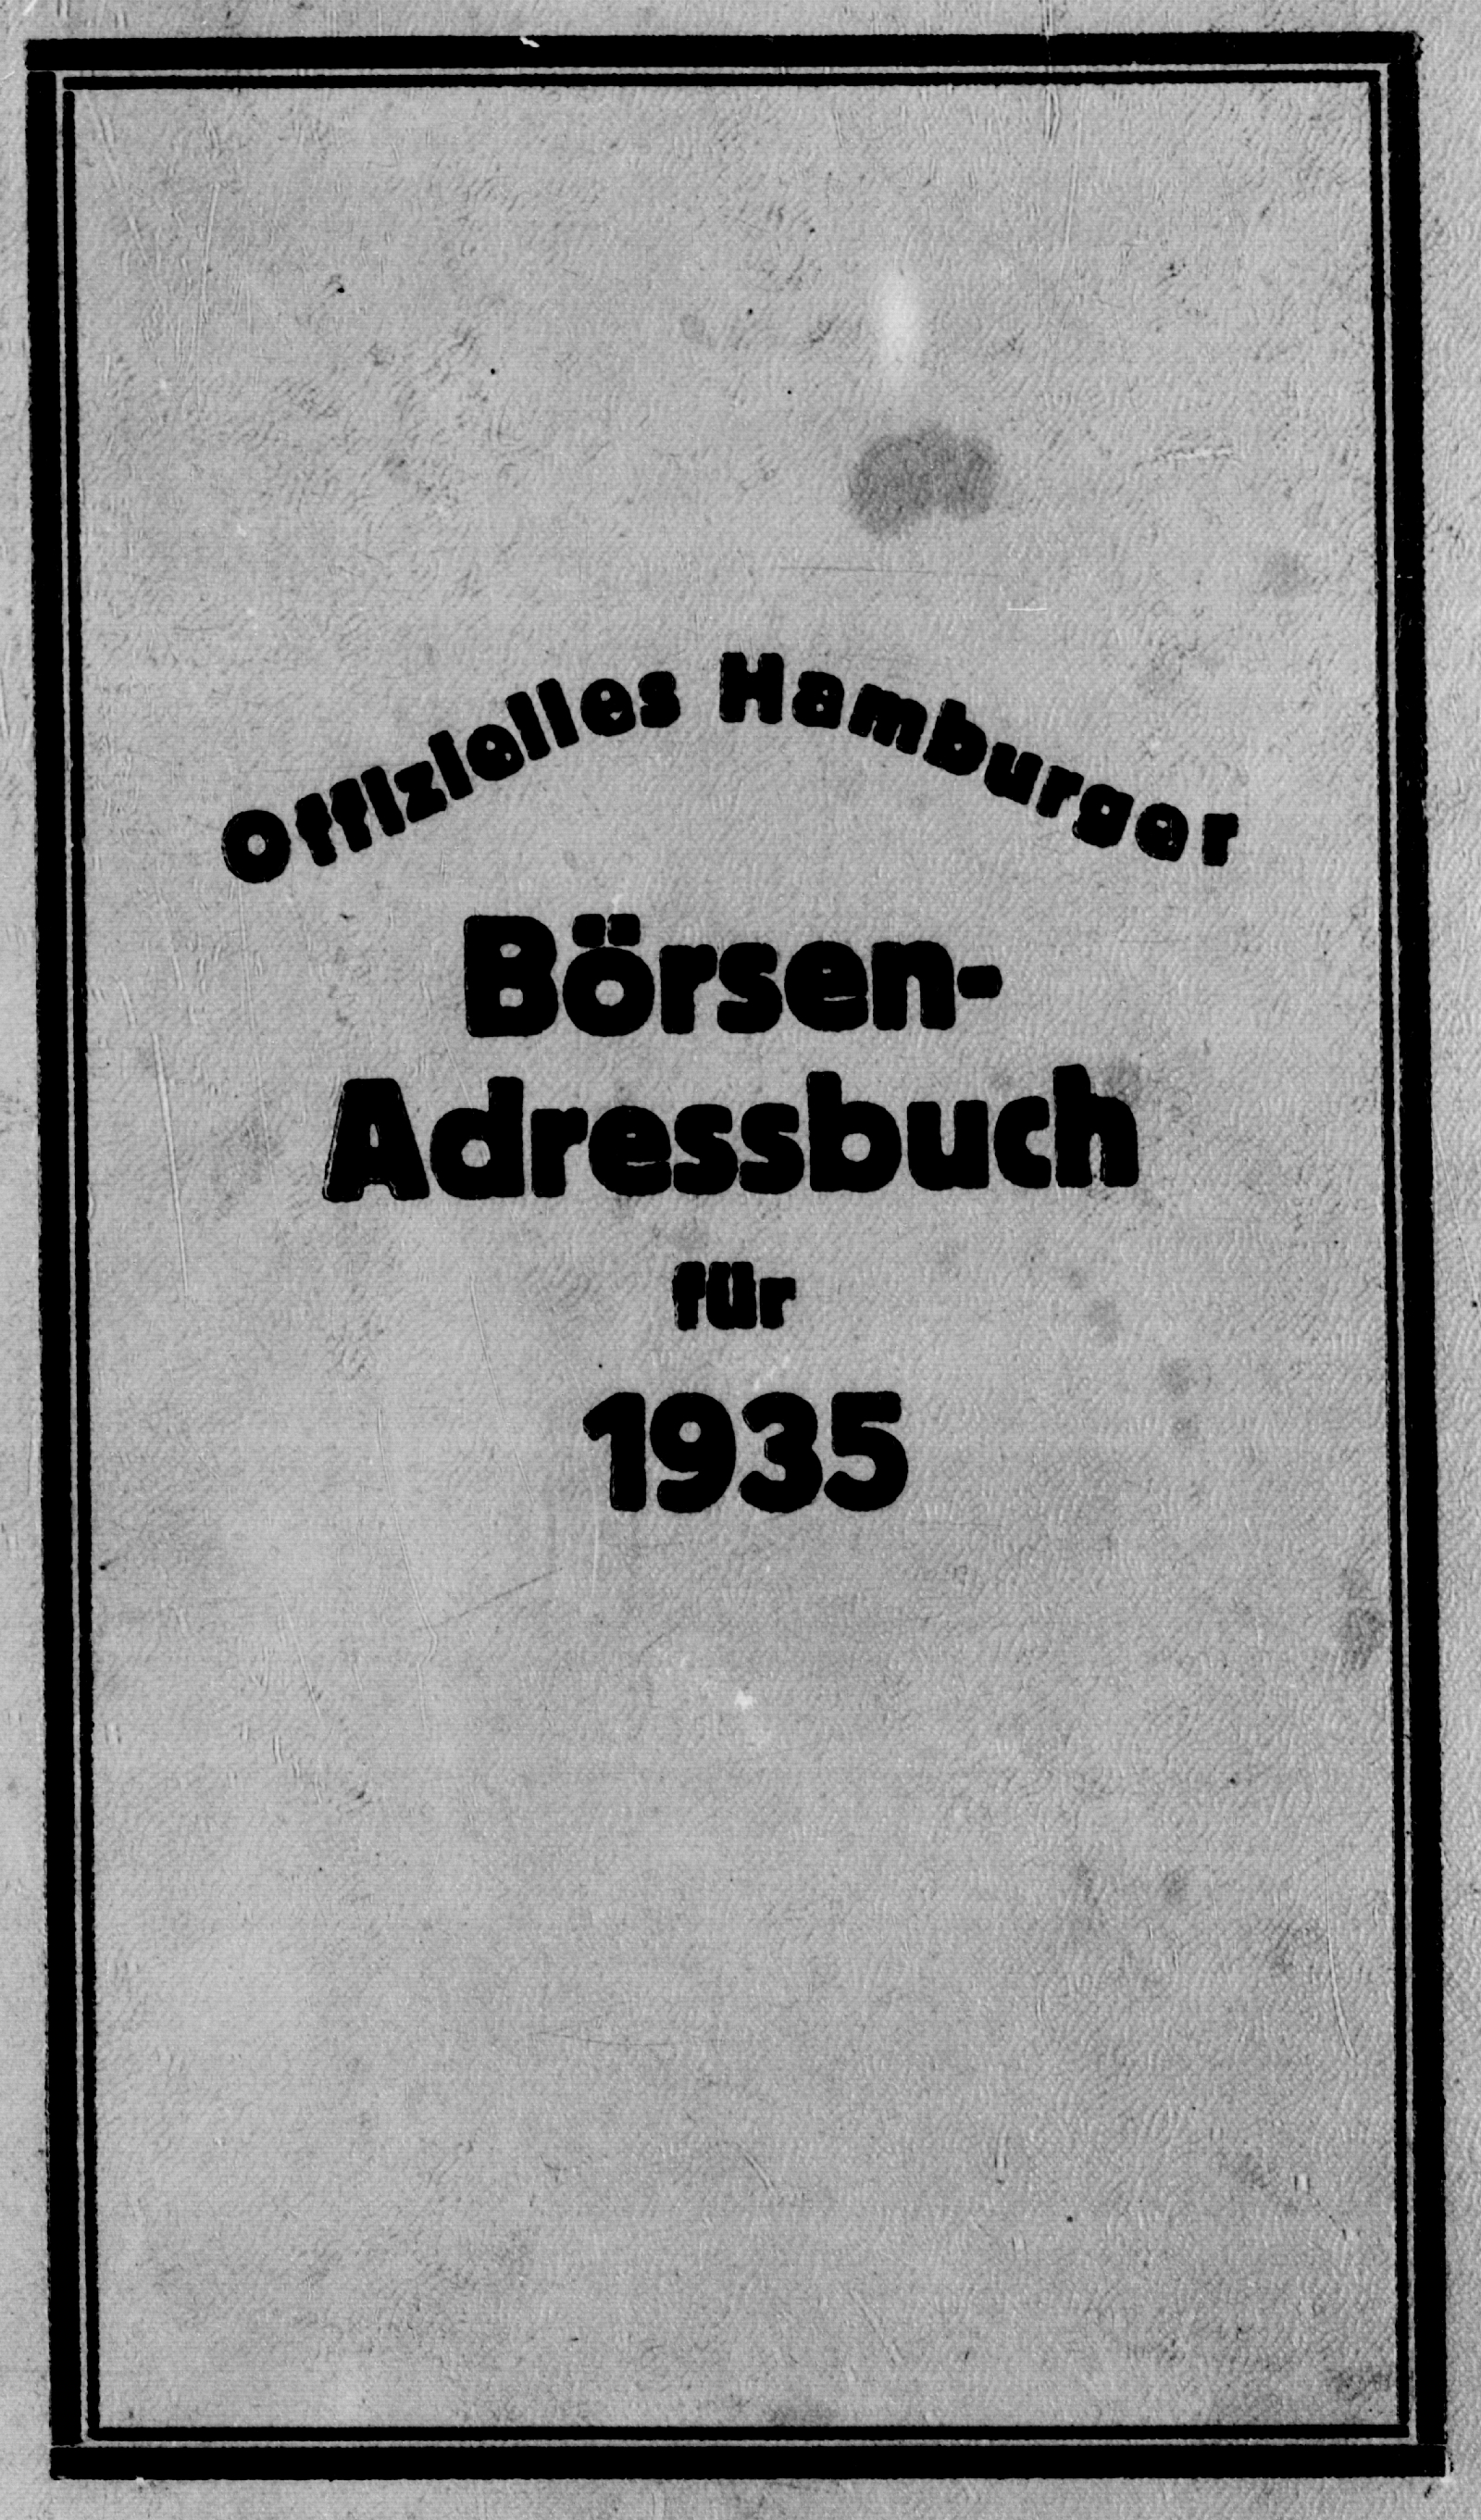 Offizielles Hamburger
Börsen-
Adressbuch
für
1935